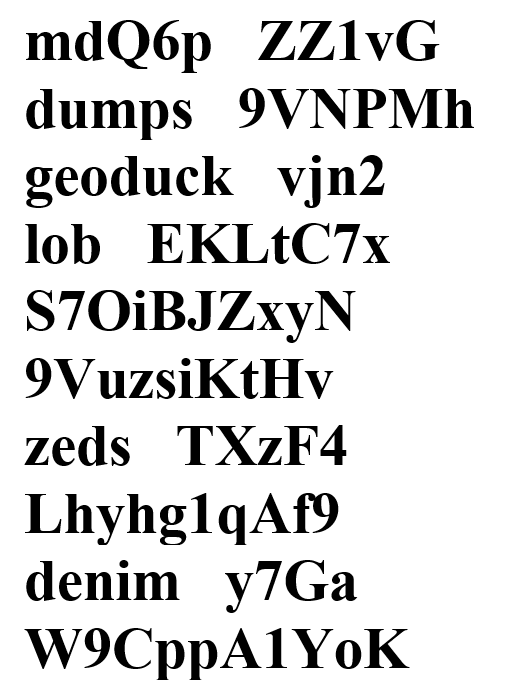 mdQ6p ZZ1vG
dumps 9VNPMh
geoduck vjn2
lob EKLtC7x
S7OiBJZxyN
9VuzsiKtHv
zeds TXzF4
Lhyhg1qAf9
denim y7Ga
W9CppA1YoK